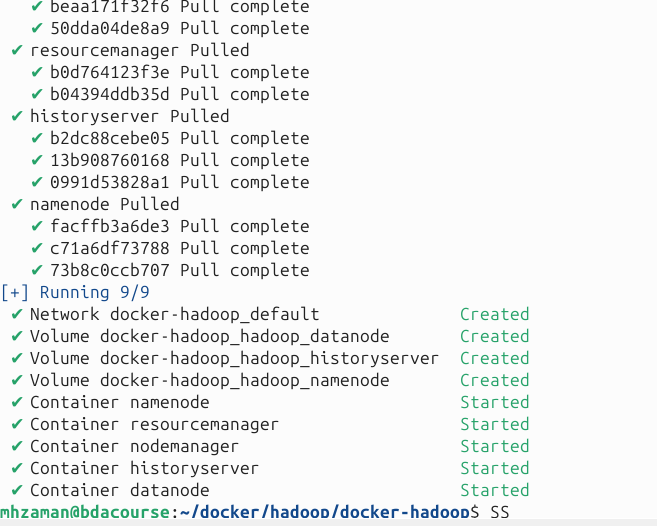 ✔ beaa171f32f6 Pull complete
✔ 50dda04de8a9 Pull complete
✔ resourcemanager Pulled
✔ b0d764123f3e Pull complete
✔ b04394ddb35d Pull complete
✔ historyserver Pulled
✔ b2dc88cebe05 Pull complete
✔ 13b908760168 Pull complete
✔ 0991d53828a1 Pull complete
✔ namenode Pulled
✔ facffb3a6de3 Pull complete
✔ c71a6df73788 Pull complete
✔ 73b8c0ccb707 Pull complete
[+] Running 9/9
✔ Network docker-hadoop_default Created
✔ Volume docker-hadoop_hadoop_datanode Created
✔ Volume docker-hadoop_hadoop_historyserver Created
✔ Volume docker-hadoop_hadoop_namenode Created
✔ Container namenode Started
✔ Container resourcemanager Started
✔ Container nodemanager Started
✔ Container historyserver Started
✔ Container datanode Started
mhzaman@bdacourse:~/docker/hadoop/docker-hadoop$ SS